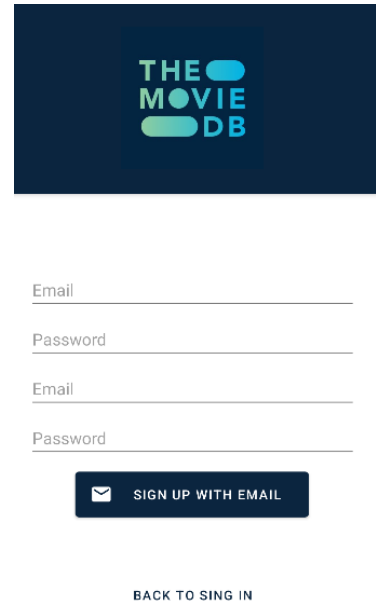 THE
MOVIE
DB
Email
Password
Email
Password
SIGN UP WITH EMAIL
BACK TO SING IN